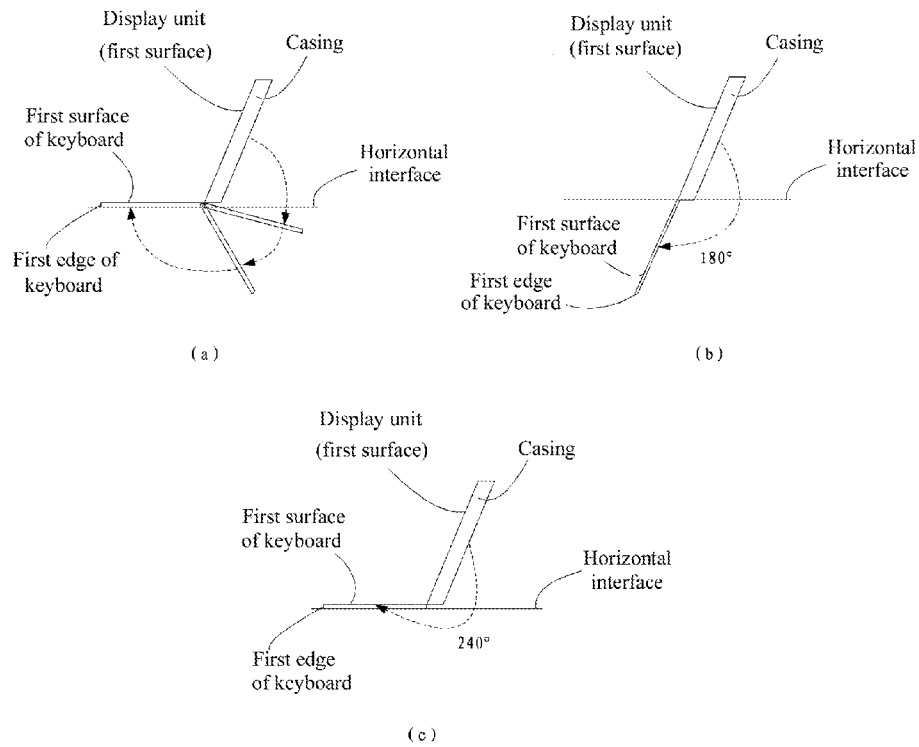 Display unit
(first surface)
Casing
First surface
of keyboard
Horizontal
interface
First edge of
keyboard
(a)
Display unit
(first surface)
Casing
Horizontal
interface
First surface
of keyboard
180°
First edge
of keyboard
(b)
Display unit
(first surface)
Casing
First surface
of keyboard
Horizontal
interface
240°
First edge
of keyboard
(c)